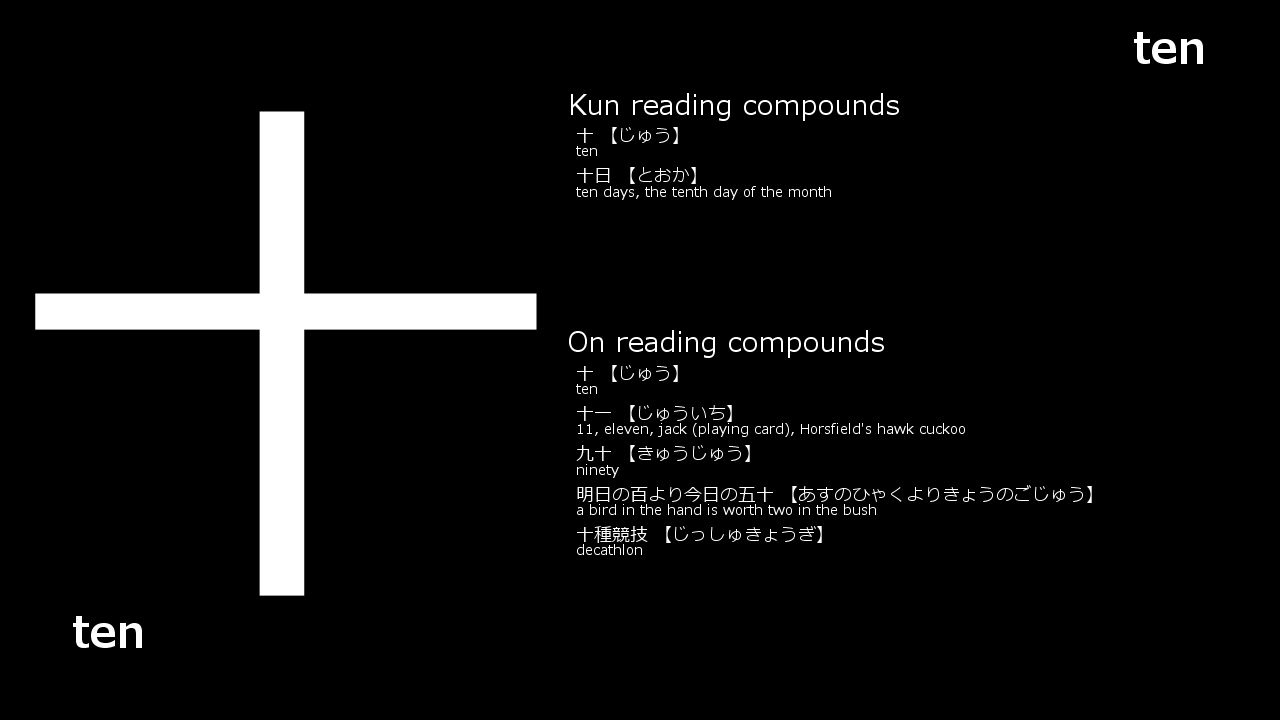 ten
十
Kun reading compounds
十 【じゅう】
ten
十日 【とおか】
ten days, the tenth day of the month
On reading compounds
十 【じゅう】
ten
十一 【じゅういち】
11, eleven, jack (playing card), Horsfield's hawk cuckoo
九十 【きゅうじゅう】
ninety
明日の百より今日の五十 【あすのひゃくよりきょうのごじゅう】
a bird in the hand is worth two in the bush
十種競技 【じっしゅきょうぎ】
decathlon
ten